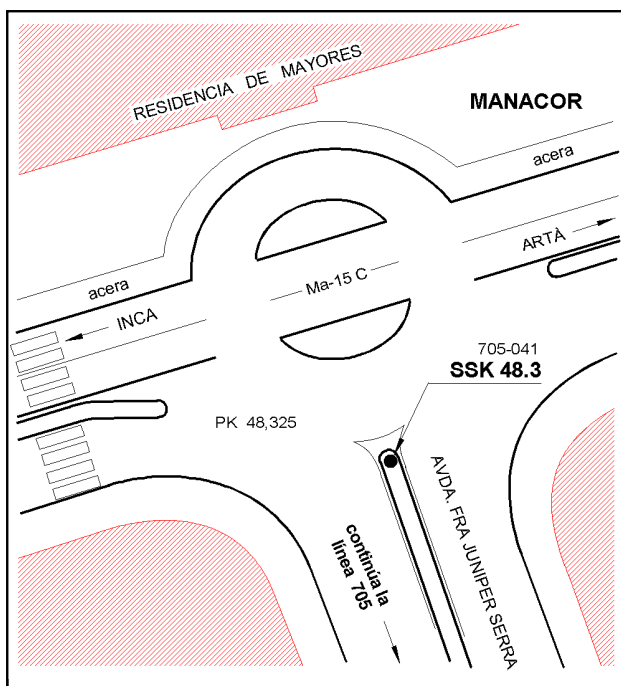 RESIDENCIA DE MAYORES
MANACOR
acera
ARTÀ
Ma-15 C
acera
INCA
705-041
SSK 48.3
PK 48,325
AVDA. FRA JUNIPER SERRA
continúa la
línea 705